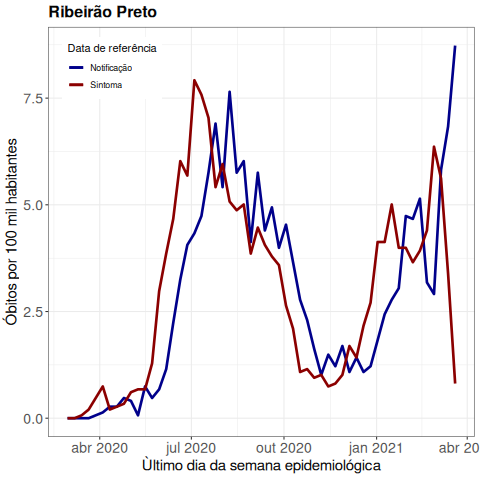 Ribeirão Preto
Data de referência
Notificação
Sintoma
Óbitos por 100 mil habitantes
7.5
5.0
2.5
0.0
abr 2020
jul 2020
out 2020
jan 2021
abr 20
Último dia da semana epidemiológica